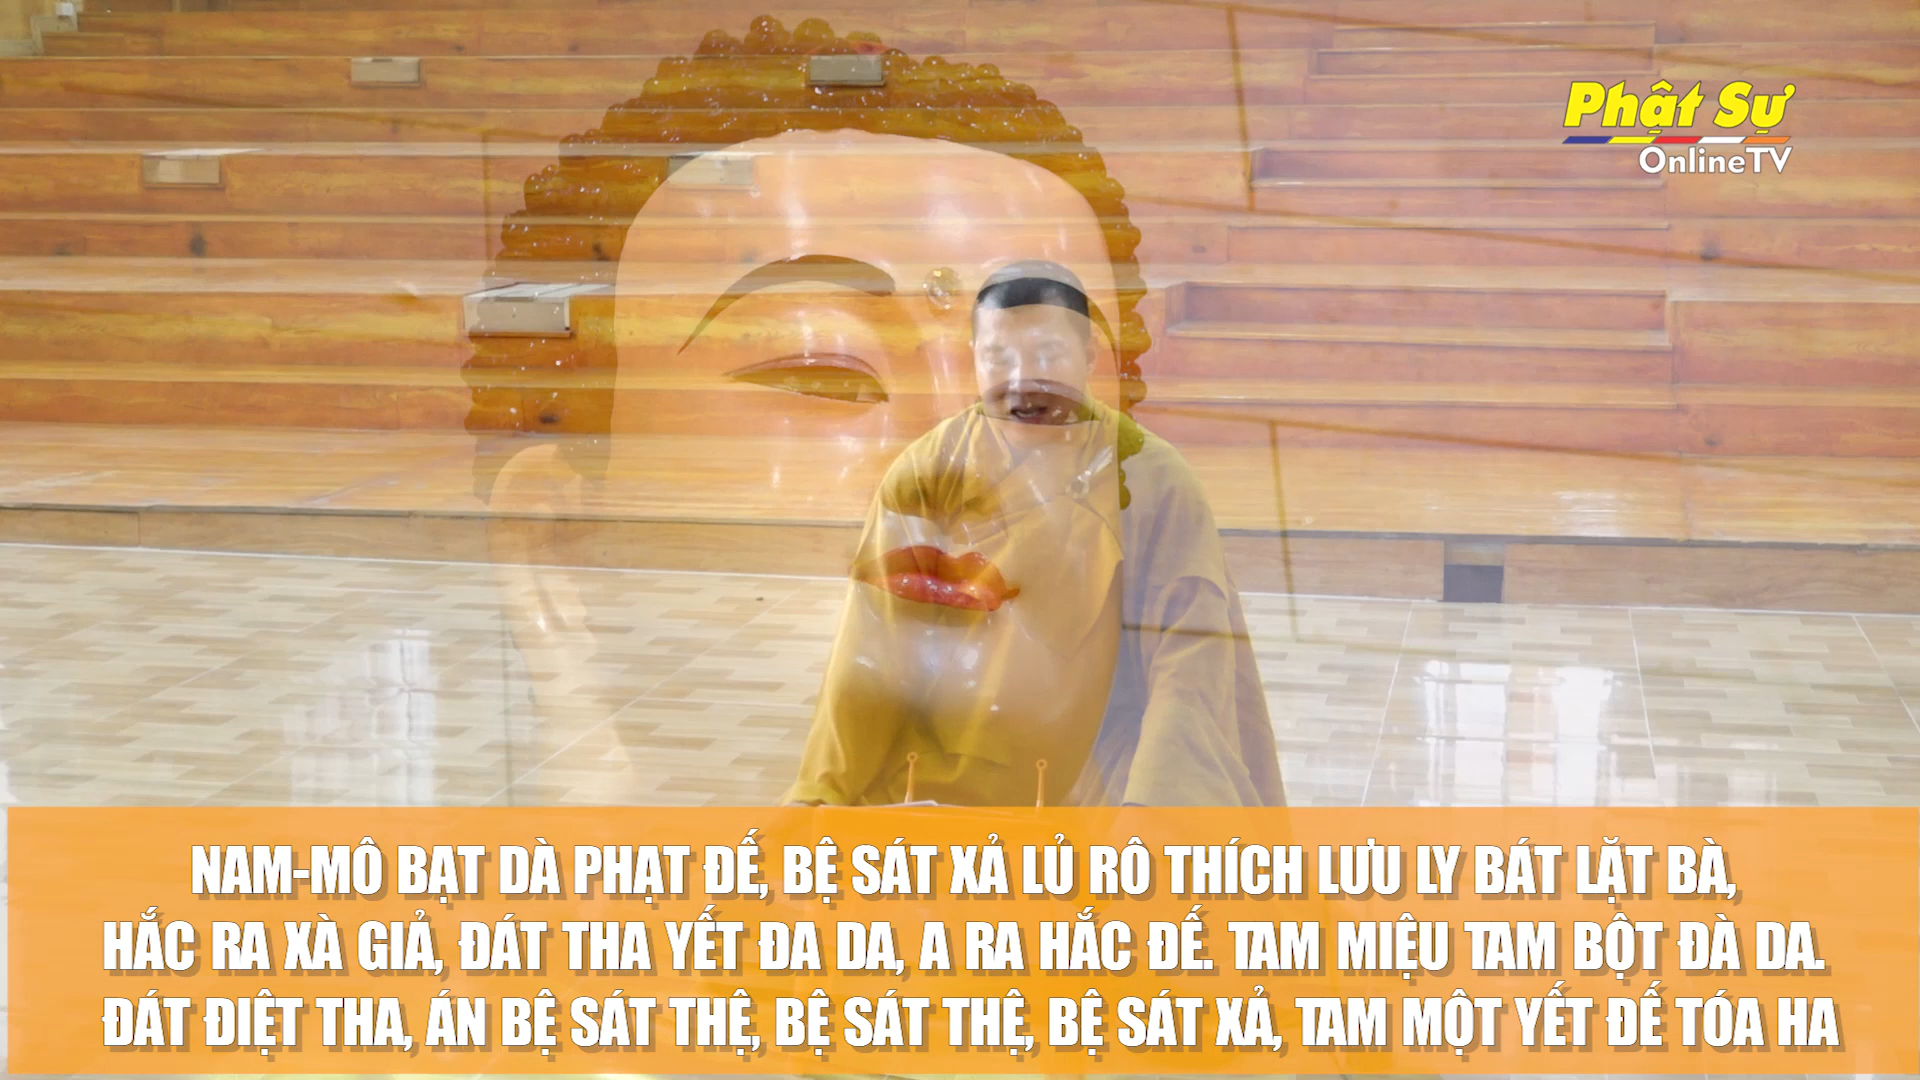 Phật Sự
OnlineTV
NAM-MÔ BẠT DÀ PHẠT ĐẾ, BỆ SÁT XẢ LỦ RÔ THÍCH LƯU LY BÁT LẶT BÀ,
HẮC RA XÀ GIẢ, ĐÁT THA YẾT ĐA DA, A RA HẮC ĐẾ. TAM MIỆU TAM BỘT ĐÀ DA.
ĐÁT ĐIỆT THA, ÁN BỆ SÁT THỆ, BỆ SÁT THỆ, BỆ SÁT XẢ, TAM MỘT YẾT ĐẾ TÓA HA